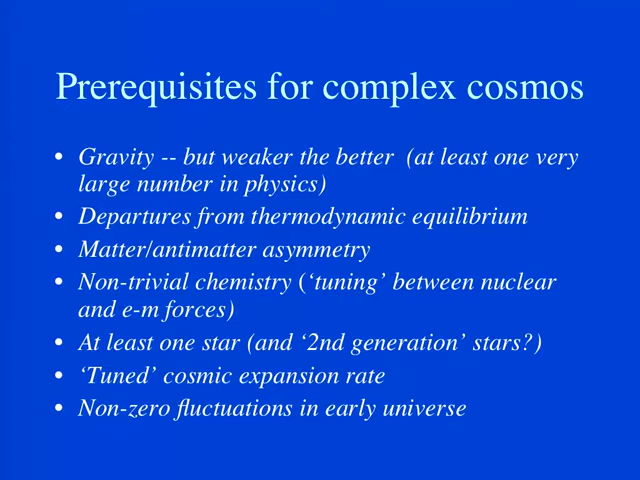 Prerequisites for complex cosmos
• Gravity -- but weaker the better  (at least one very
large number in physics)
• Departures from thermodynamic equilibrium
• Matter/antimatter asymmetry
• Non-trivial chemistry (‘tuning’ between nuclear
and e-m forces)
• At least one star (and ‘2nd generation’ stars?)
• ‘Tuned’ cosmic expansion rate
• Non-zero fluctuations in early universe